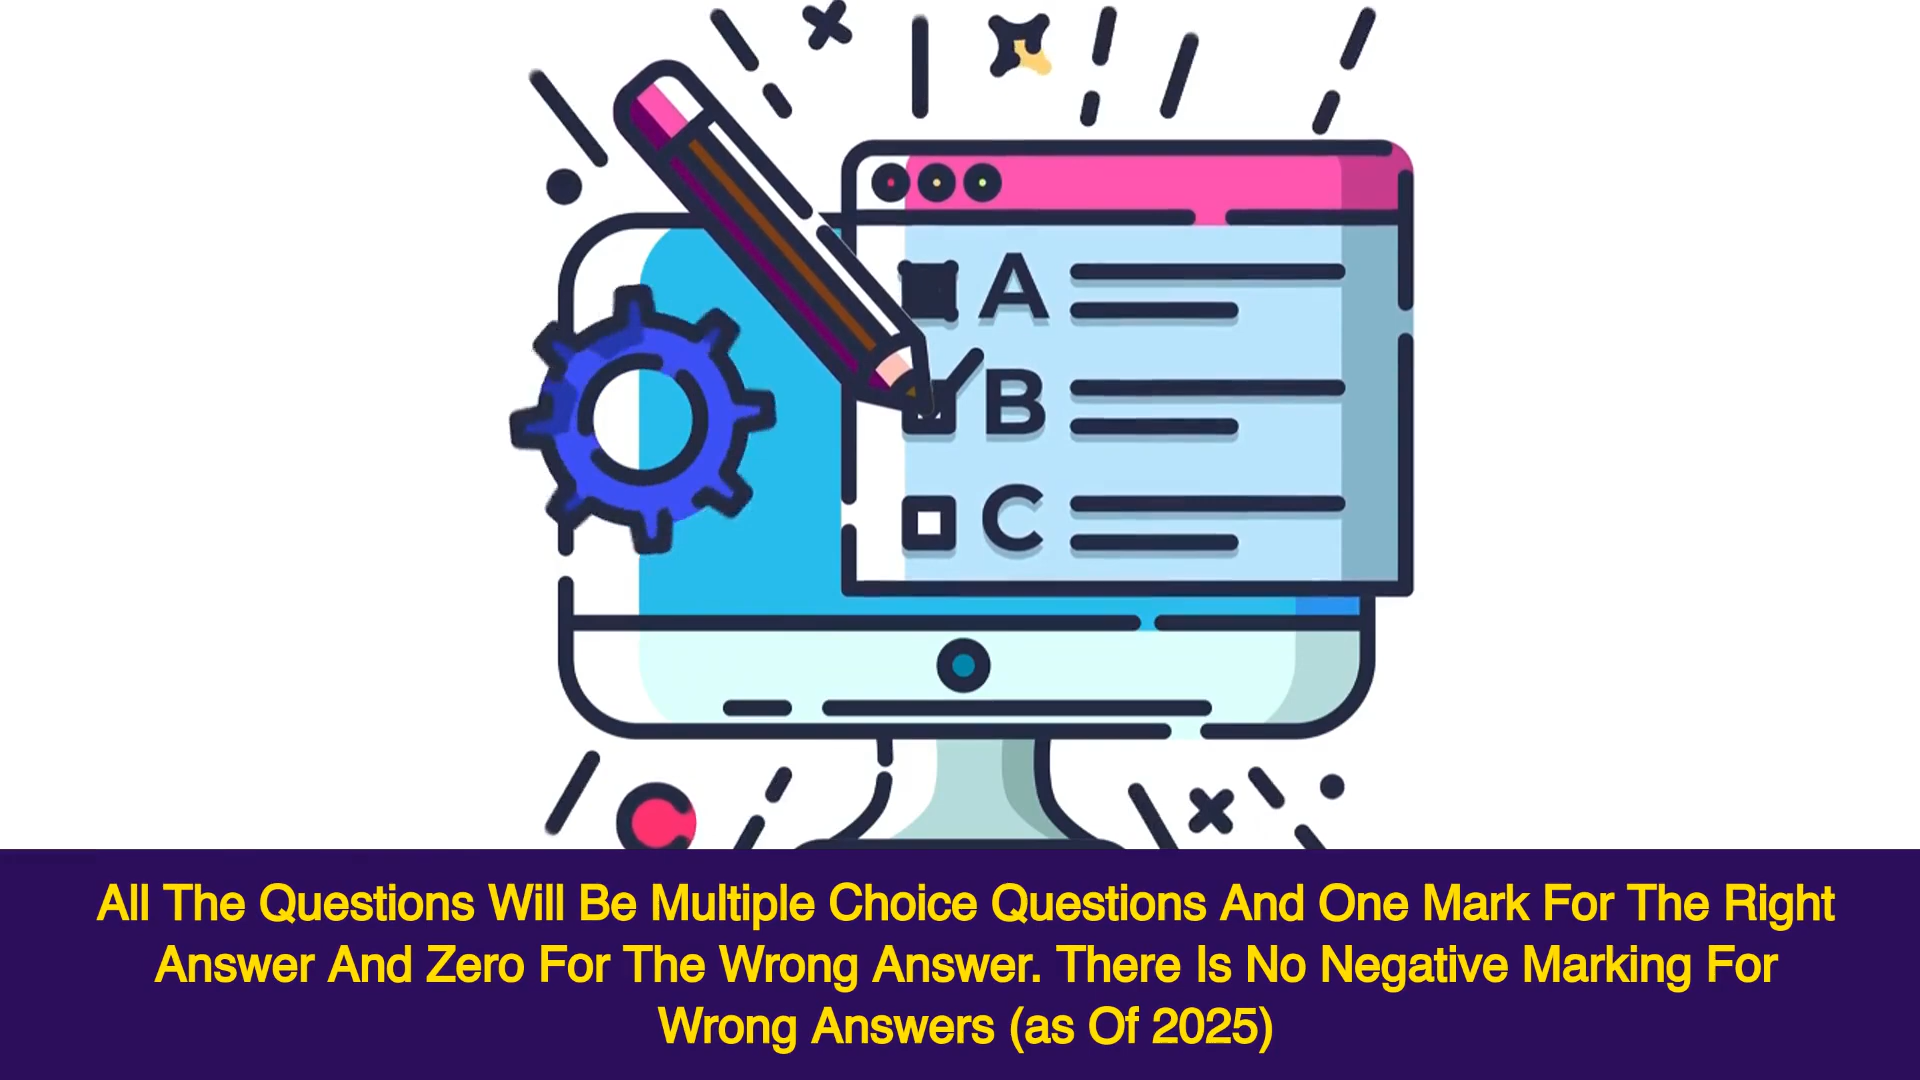 A
B
C
All The Questions Will Be Multiple Choice Questions And One Mark For The Right
Answer And Zero For The Wrong Answer. There Is No Negative Marking For
Wrong Answers (as Of 2025)